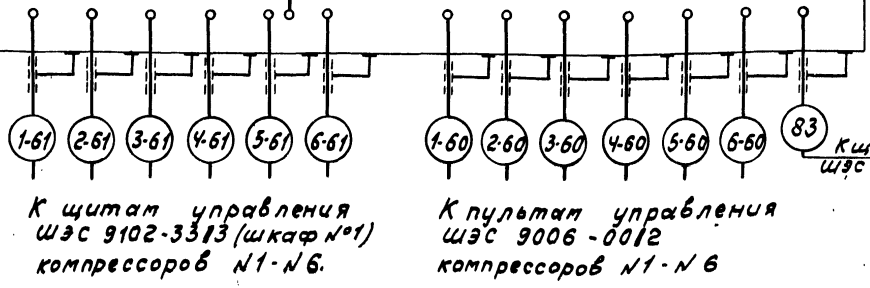 1-61 2-61 3-61 4-61 5-61 6-61 1-60 2-60 3-60 4-60 5-60 6-60 83
К щ
ШЭС
К щитам управления
ШЭС 9102-33/3 (шкаф №1)
компрессоров №1-№6.
К пультам управления
ШЭС 9006-00/2
компрессоров №1-№6